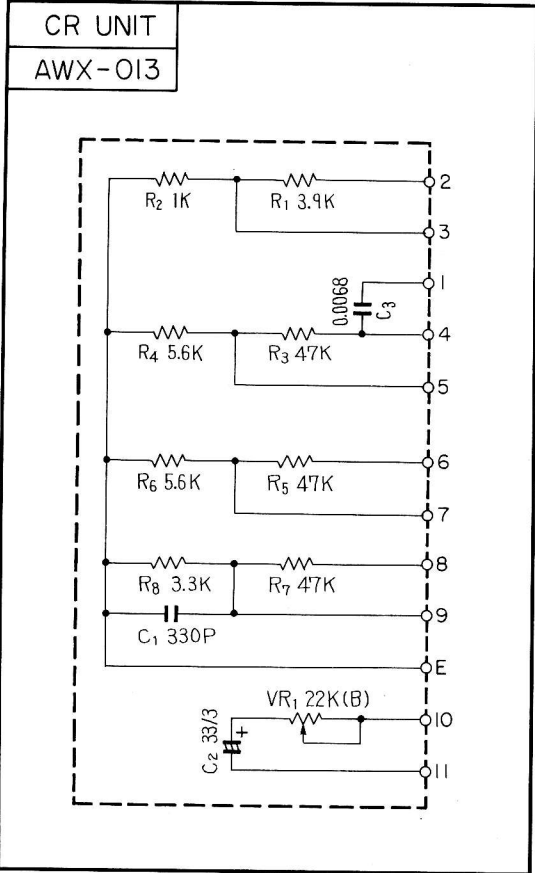 CR UNIT
AWX-013
2
R2 1K
R1 3.9K
3
1
0.0068
C3
4
R4 5.6K
R3 47K
5
6
R6 5.6K
R5 47K
7
8
R8 3.3K
R7 47K
9
C1 330P
E
VR1 22K(B)
10
C2 33/3
+
11